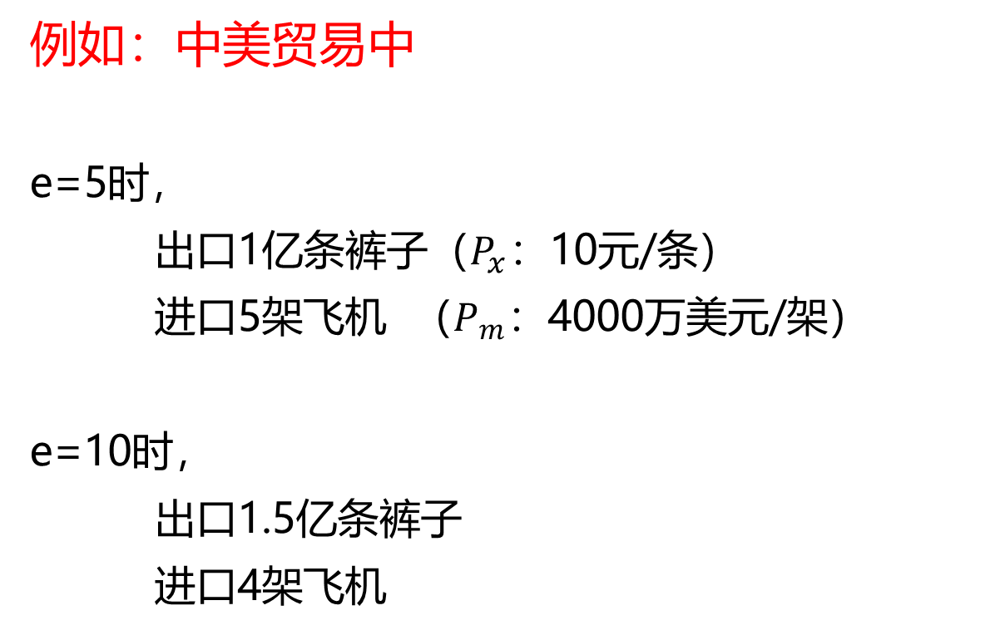 例如：中美贸易中
e=5时，
出口1亿条裤子（Px：10元/条）
进口5架飞机 （Pm：4000万美元/架）
e=10时，
出口1.5亿条裤子
进口4架飞机